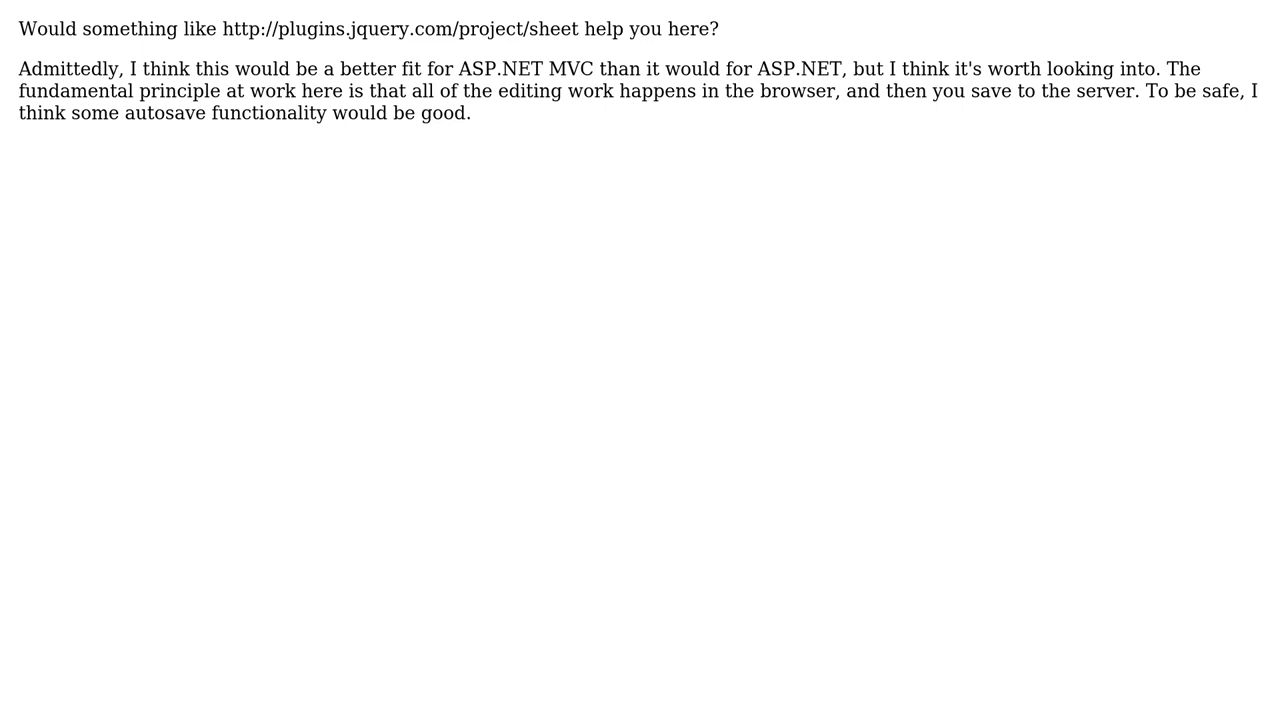 Would something like http://plugins.jquery.com/project/sheet help you here?
Admittedly, I think this would be a better fit for ASP.NET MVC than it would for ASP.NET, but I think it's worth looking into. The
fundamental principle at work here is that all of the editing work happens in the browser, and then you save to the server. To be safe, I
think some autosave functionality would be good.